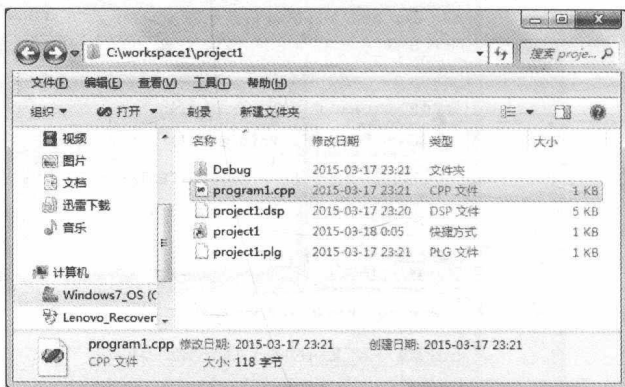 C:\workspace1\project1
搜索 proje...
文件(F) 编辑(E) 查看(V) 工具(T) 帮助(H)
组织 打开 刻录 新建文件夹
视频
图片
文档
迅雷下载
音乐
计算机
Windows7_OS (C
Lenovo_Recover
名称 修改日期 类型 大小
Debug 2015-03-17 23:21 文件夹
program1.cpp 2015-03-17 23:21 CPP 文件 1 KB
project1.dsp 2015-03-17 23:20 DSP 文件 5 KB
project1 2015-03-18 0:05 快捷方式 1 KB
project1.plg 2015-03-17 23:21 PLG 文件 1 KB
program1.cpp 修改日期: 2015-03-17 23:21 创建日期: 2015-03-17 23:21
CPP 文件 大小: 118 字节